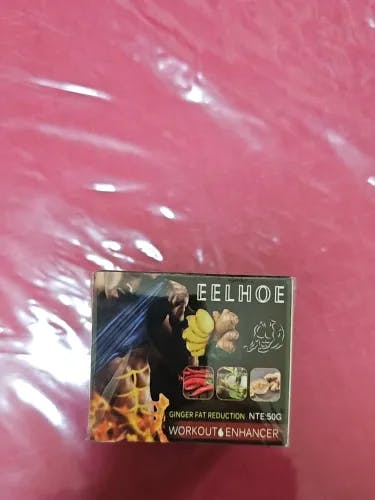 EELHOE
GINGER FAT REDUCTION NTE:50G
WORKOUT ENHANCER